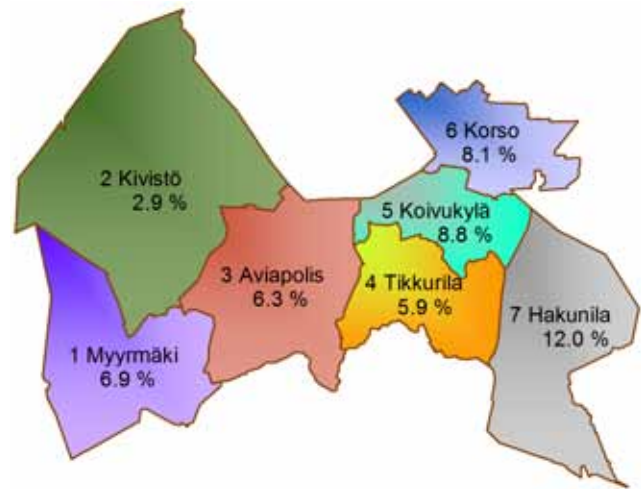 6 Korso
8.1 %
2 Kivistö
2.9 %
5 Koivukylä
8.8 %
3 Aviapolis
6.3 %
4 Tikkurila
5.9 %
7 Hakunila
12.0 %
1 Myyrmäki
6.9 %